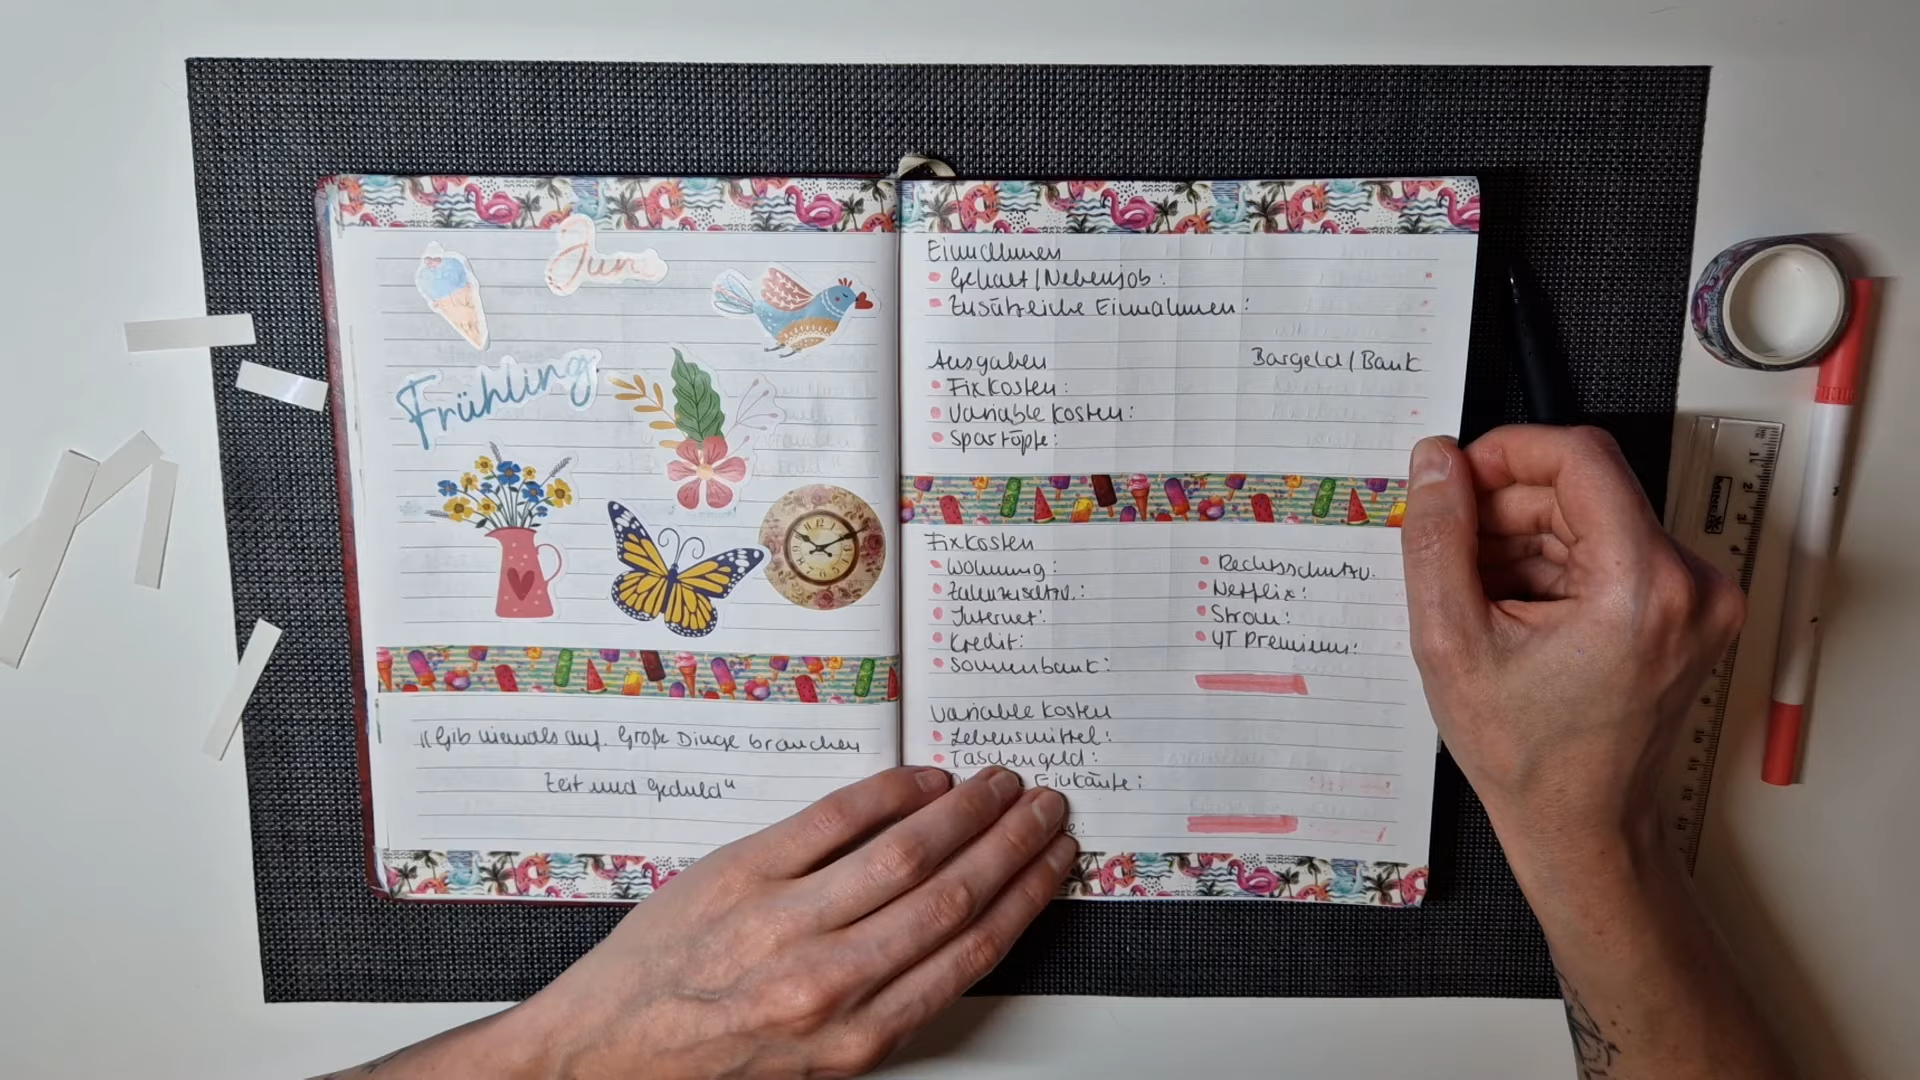 Juni
Frühling
„Gib niemals auf. Große Dinge brauchen
Zeit und Geduld“
Einnahmen
Gehalt/Nebenjob:
Zusätzliche Einnahmen:
Ausgaben Bargeld/Bank
Fixkosten:
Variable Kosten:
Spartöpfe:
Fixkosten
Wohnung:
Internet:
Kredit:
Sonnenbank:
Rechtsschutzv.
Netflix:
Strom:
YT Premium:
Variable Kosten
Lebensmittel:
Taschengeld:
Einkäufe: